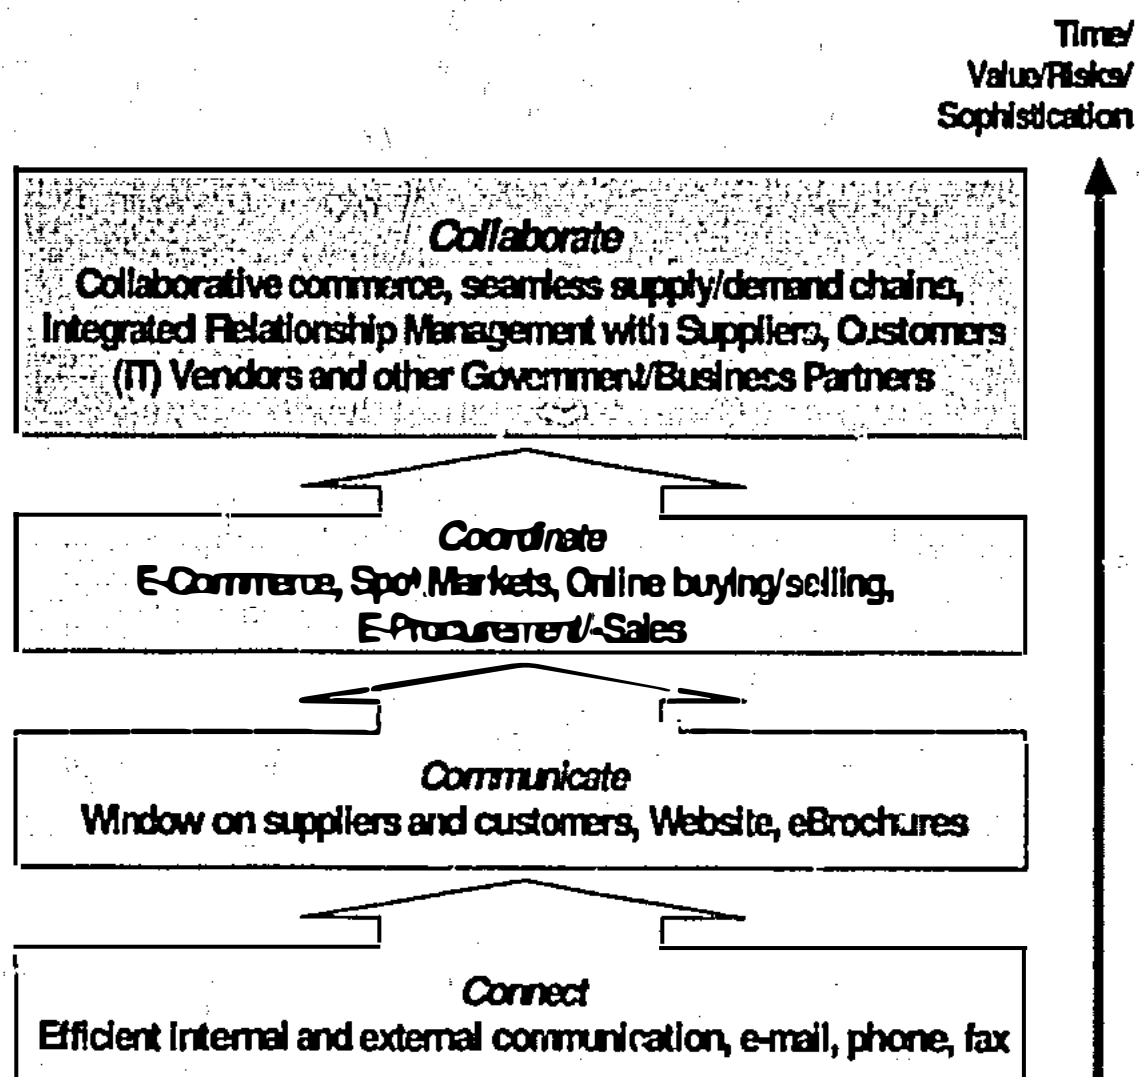 Time/
Value/Risks/
Sophistication
Collaborate
Collaborative commerce, seamless supply/demand chains,
Integrated Relationship Management with Suppliers, Customers
(IT) Vendors and other Government/Business Partners
Coordinate
E-Commerce, Spot Markets, Online buying/selling,
E-Procurement/-Sales
Communicate
Window on suppliers and customers, Website, eBrochures
Connect
Efficient internal and external communication, e-mail, phone, fax